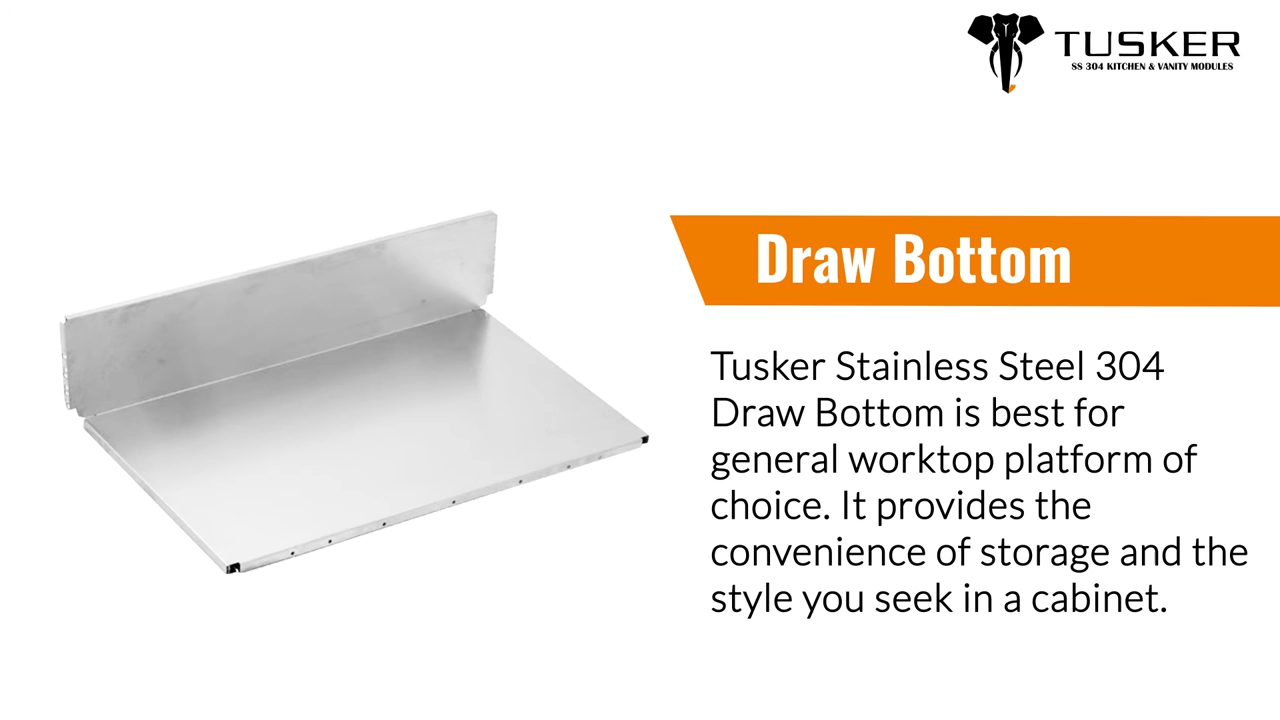 TUSKER
SS 304 KITCHEN & VANITY MODULES
Draw Bottom
Tusker Stainless Steel 304
Draw Bottom is best for
general worktop platform of
choice. It provides the
convenience of storage and the
style you seek in a cabinet.